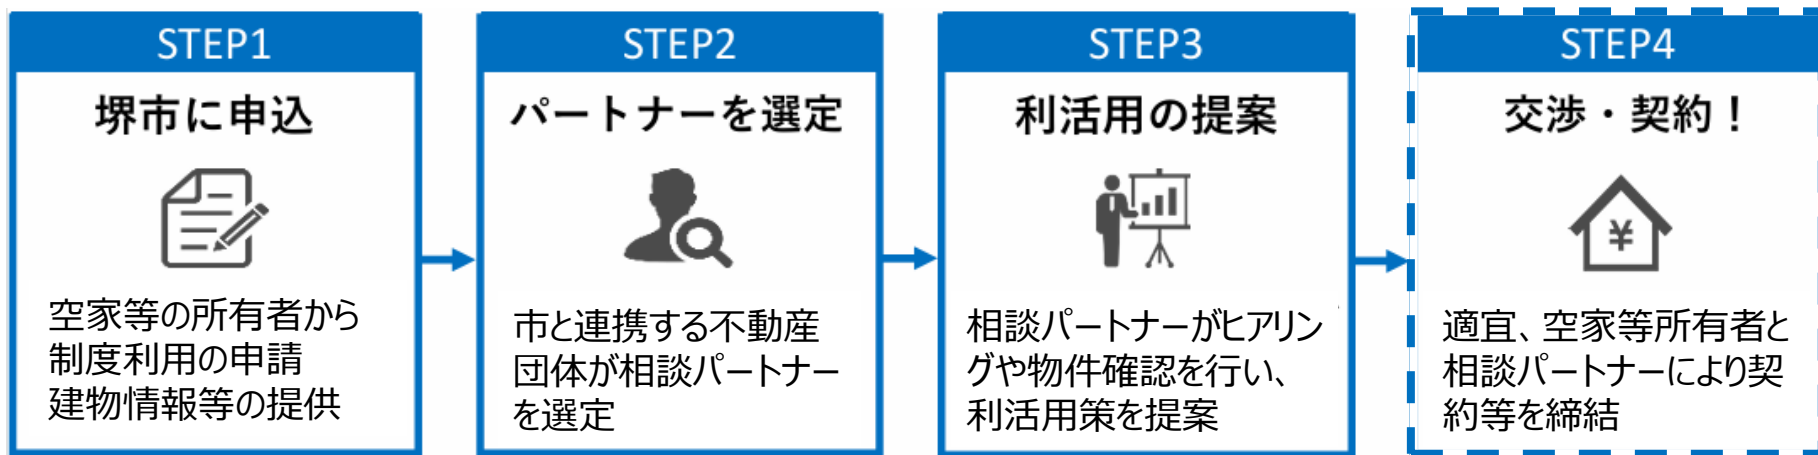 STEP1
堺市に申込
空家等の所有者から
制度利用の申請
建物情報等の提供
STEP2
パートナーを選定
市と連携する不動産
団体が相談パートナー
を選定
STEP3
利活用の提案
相談パートナーがヒアリン
グや物件確認を行い、
利活用策を提案
STEP4
交渉・契約！
¥
適宜、空家等所有者と
相談パートナーにより契
約等を締結